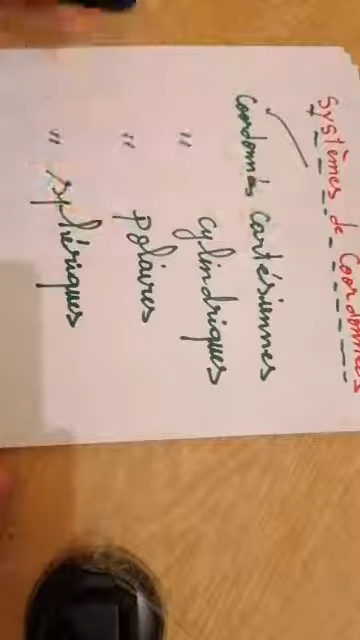 Systèmes de Coordonnées
Coordonnés cartésiennes
" cylindriques
" polaires
" sphériques